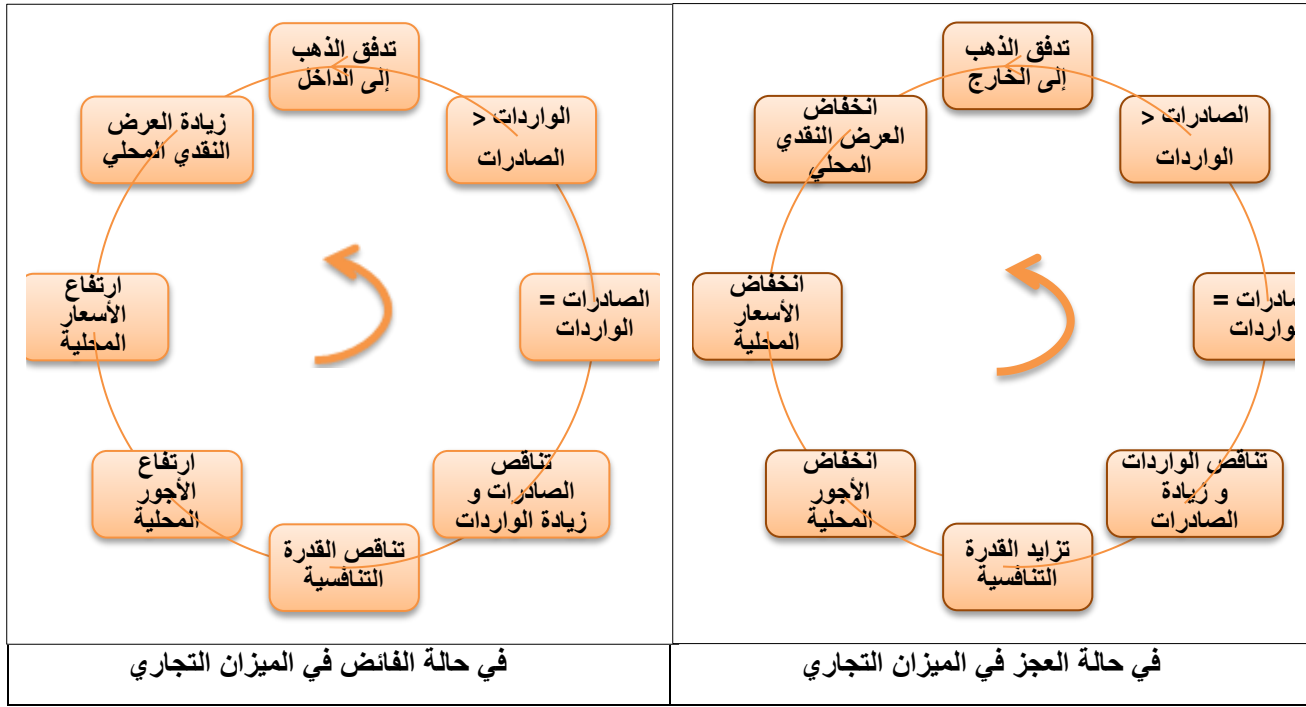 تدفق الذهب
إلى الخارج
الصادرات <
الواردات
صادرات =
واردات
تناقص الواردات
و زيادة
الصادرات
تزايد القدرة
التنافسية
انخفاض
الأجور
المحلية
انخفاض
الأسعار
المحلية
انخفاض
العرض النقدي
المحلي
في حالة العجز في الميزان التجاري
تدفق الذهب
إلى الداخل
الواردات <
الصادرات
الصادرات =
الواردات
تناقص
الصادرات و
زيادة الواردات
تناقص القدرة
التنافسية
ارتفاع
الأجور
المحلية
ارتفاع
الأسعار
المحلية
زيادة العرض
النقدي المحلي
في حالة الفائض في الميزان التجاري